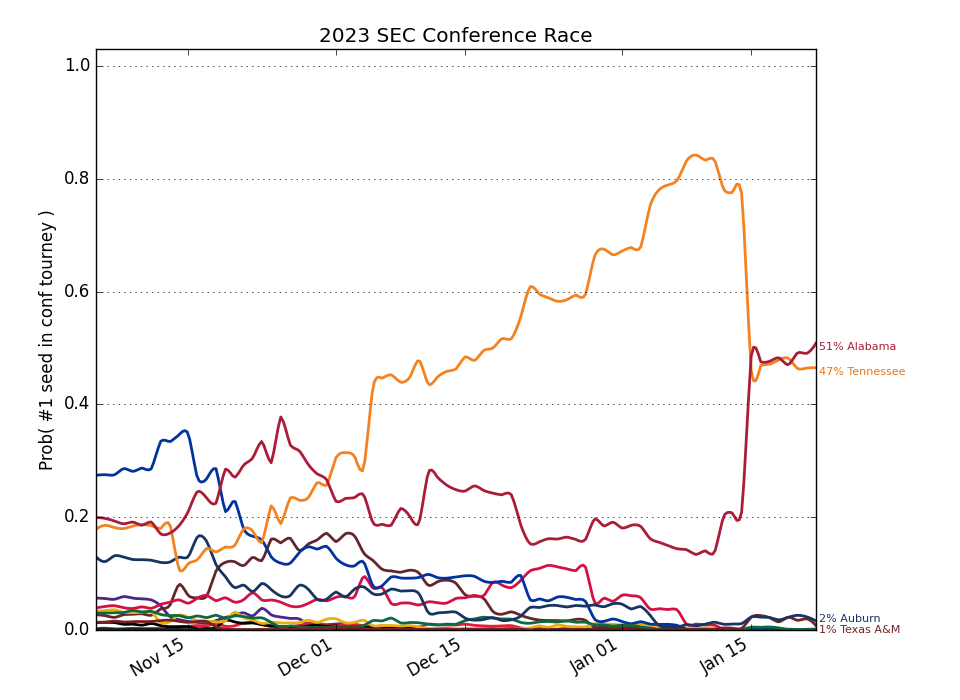 2023 SEC Conference Race
Prob( #1 seed in conf tourney )
1.0
0.8
0.6
0.4
0.2
0.0
Nov 15
Dec 01
Dec 15
Jan 01
Jan 15
51% Alabama
47% Tennessee
2% Auburn
1% Texas A&M